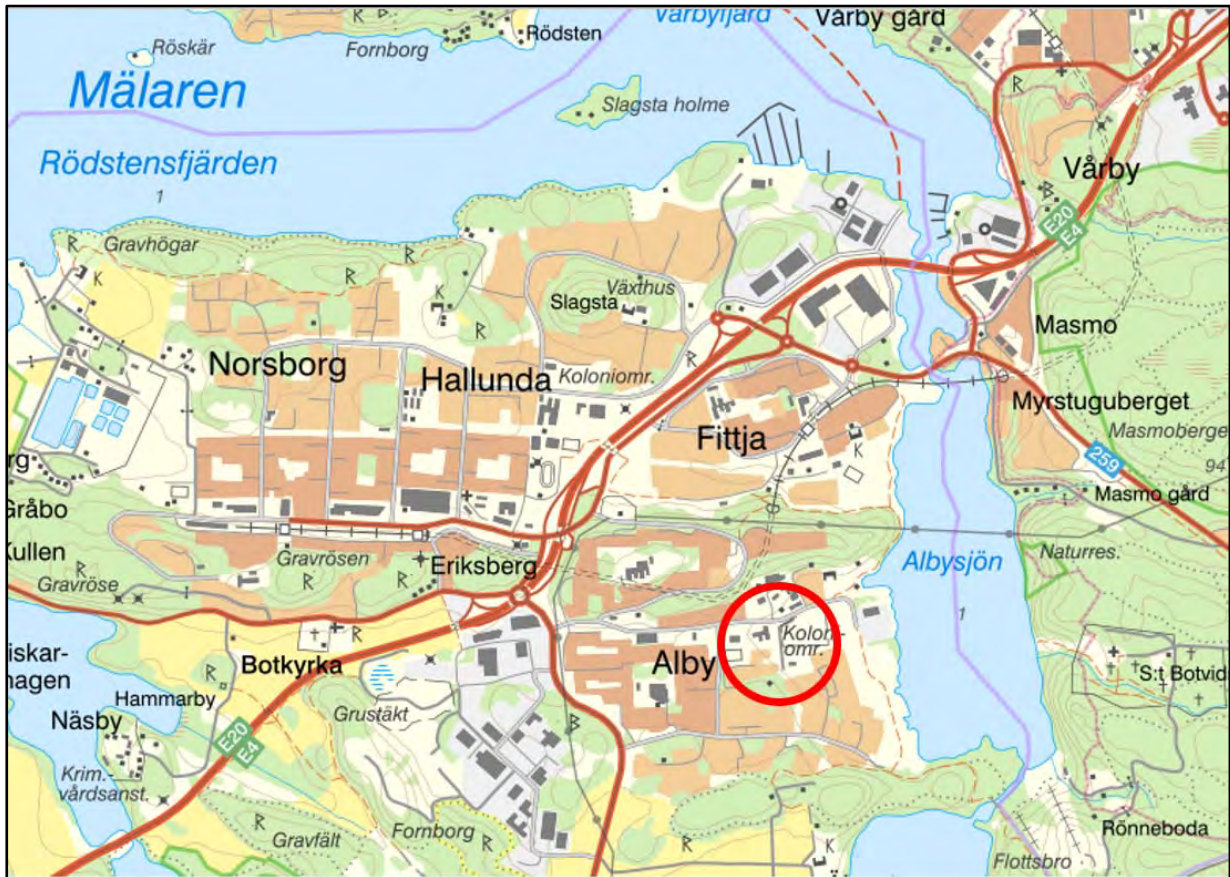 Vårbyfjärd
Vårby gård
Röskär
Fornborg
Rödsten
Mälaren
Slagsta holme
Rödstensfjärden
1
Vårby
E20
E4
Gravhögar
K
Växthus
Slagsta
K
Masmo
Norsborg
Hallunda
Koloniomr.
Myrstuguberget
Fittja
Masmoberge
259
94
K
rg
Masmo gård
Gråbo
Kullen
Gravrösen
Eriksberg
Albysjön
Naturres.
Gravröse
1
Koloni-
omr.
iskar-
hagen
Botkyrka
Alby
S:t Botvid
Hammarby
Näsby
Grustäkt
E20
E4
Krim.-
vårdsanst.
Gravfält
Fornborg
Rönneboda
Flottsbro